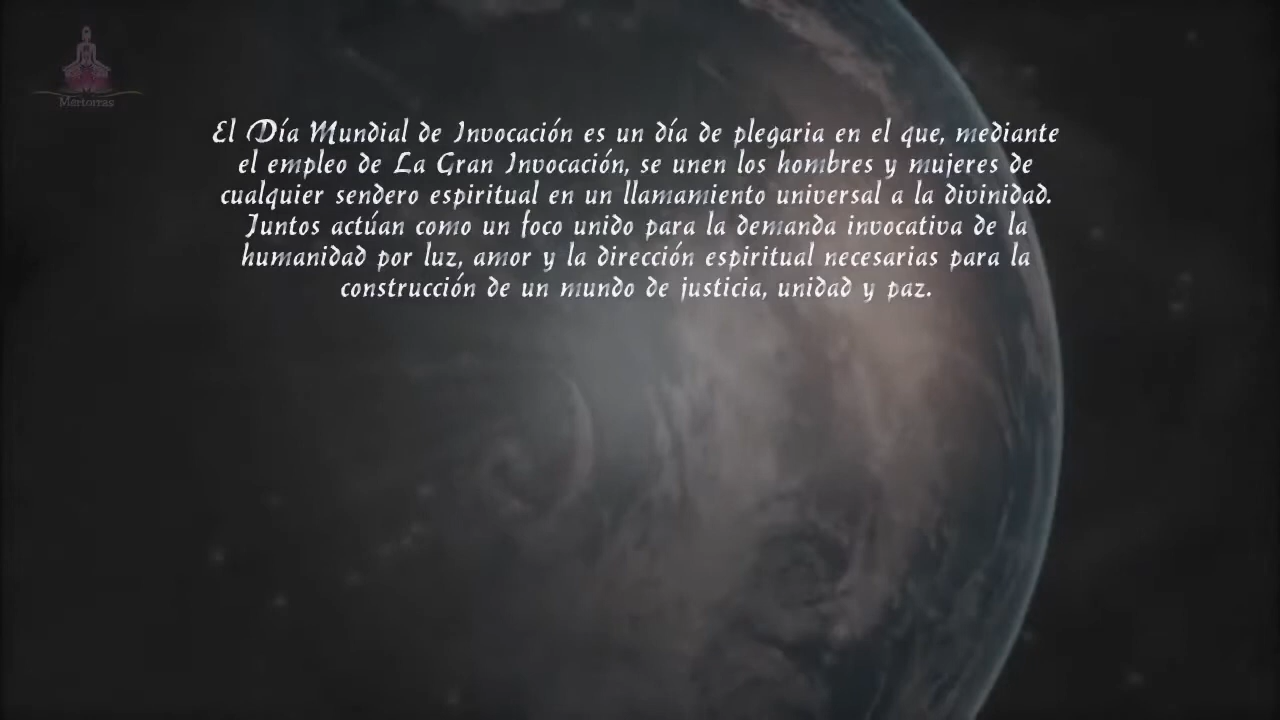 Mertorras
El Día Mundial de Invocación es un día de plegaria en el que, mediante
el empleo de La Gran Invocación, se unen los hombres y mujeres de
cualquier sendero espiritual en un llamamiento universal a la divinidad.
Juntos actúan como un foco unido para la demanda invocativa de la
humanidad por luz, amor y la dirección espiritual necesarias para la
construcción de un mundo de justicia, unidad y paz.